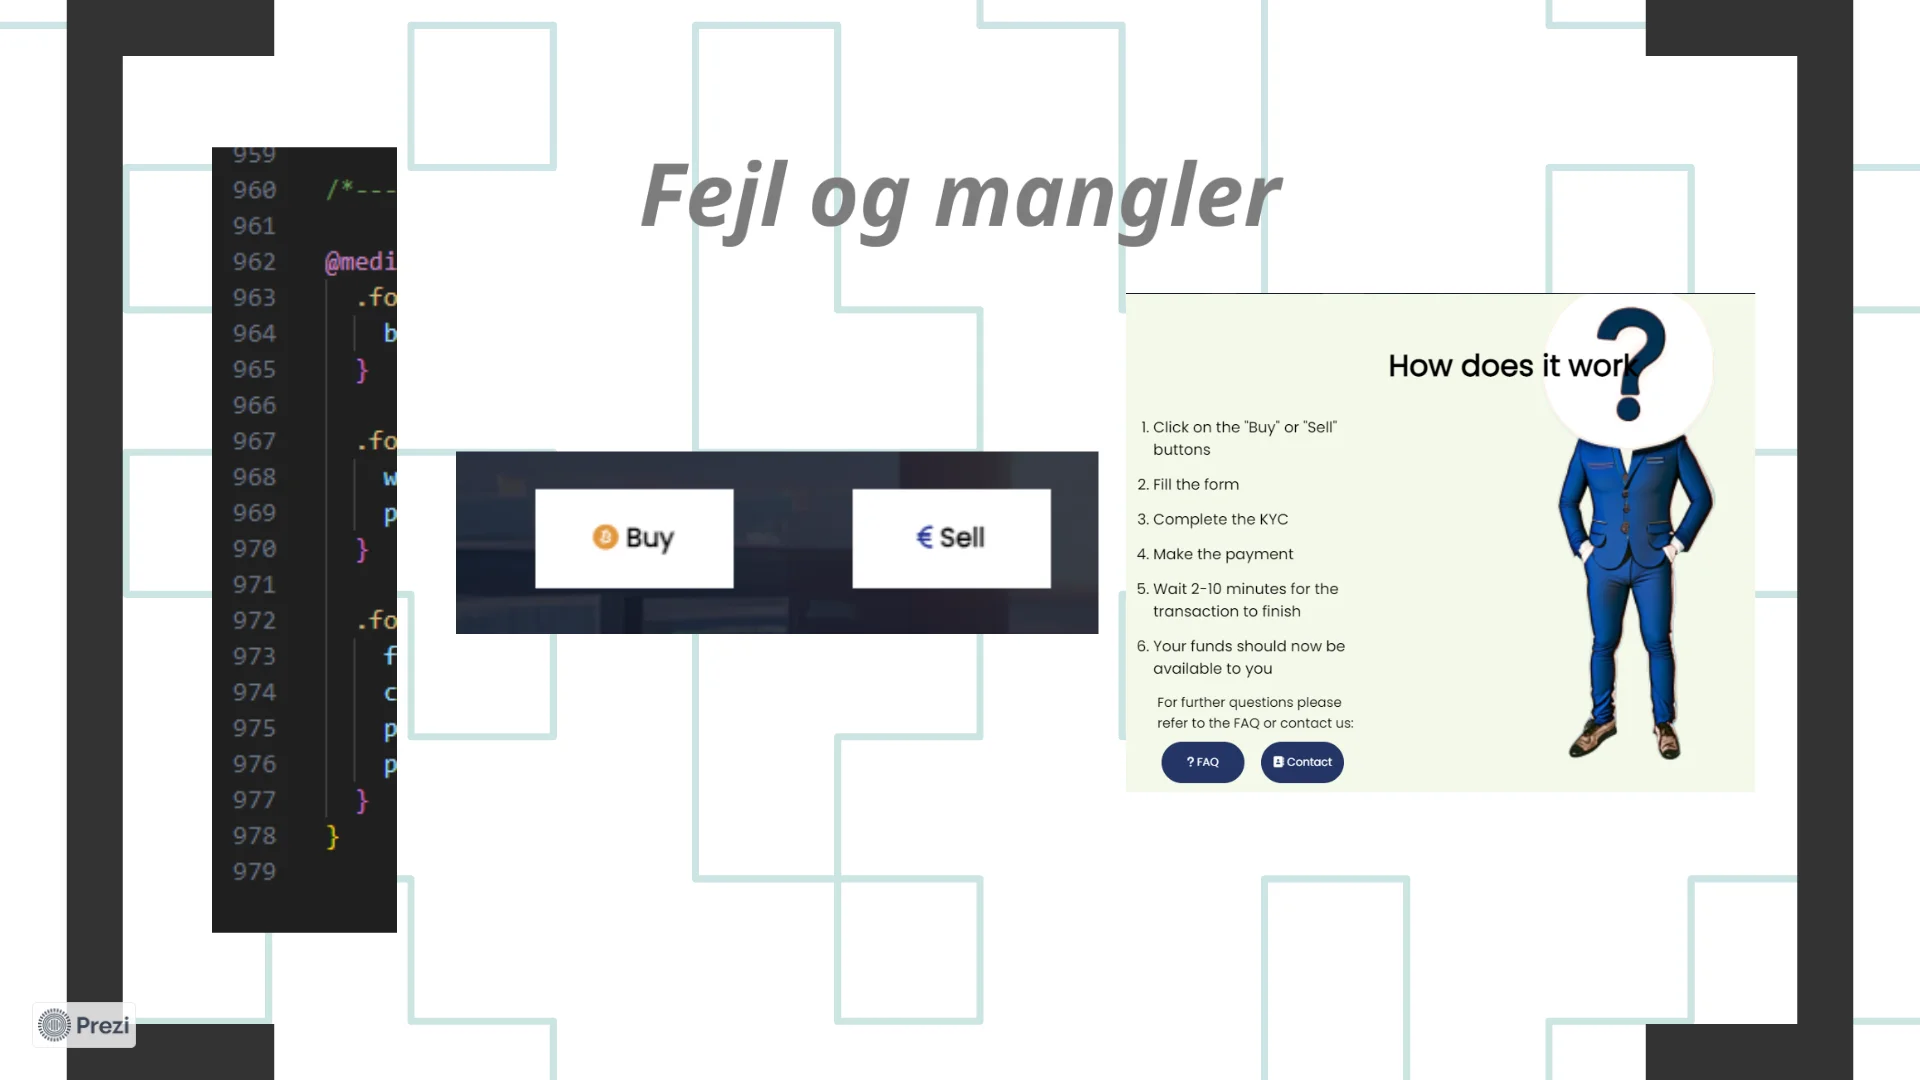 Fejl og mangler
959
960 /*---
961
962 @medi
963 .fo
964 b
965 }
966
967 .fo
968 w
969 p
970 }
971
972 .fo
973 f
974 c
975 p
976 p
977 }
978 }
979
Buy
€ Sell
How does it work
?
1. Click on the "Buy" or "Sell"
buttons
2. Fill the form
3. Complete the KYC
4. Make the payment
5. Wait 2-10 minutes for the
transaction to finish
6. Your funds should now be
available to you
For further questions please
refer to the FAQ or contact us:
? FAQ
Contact
Prezi